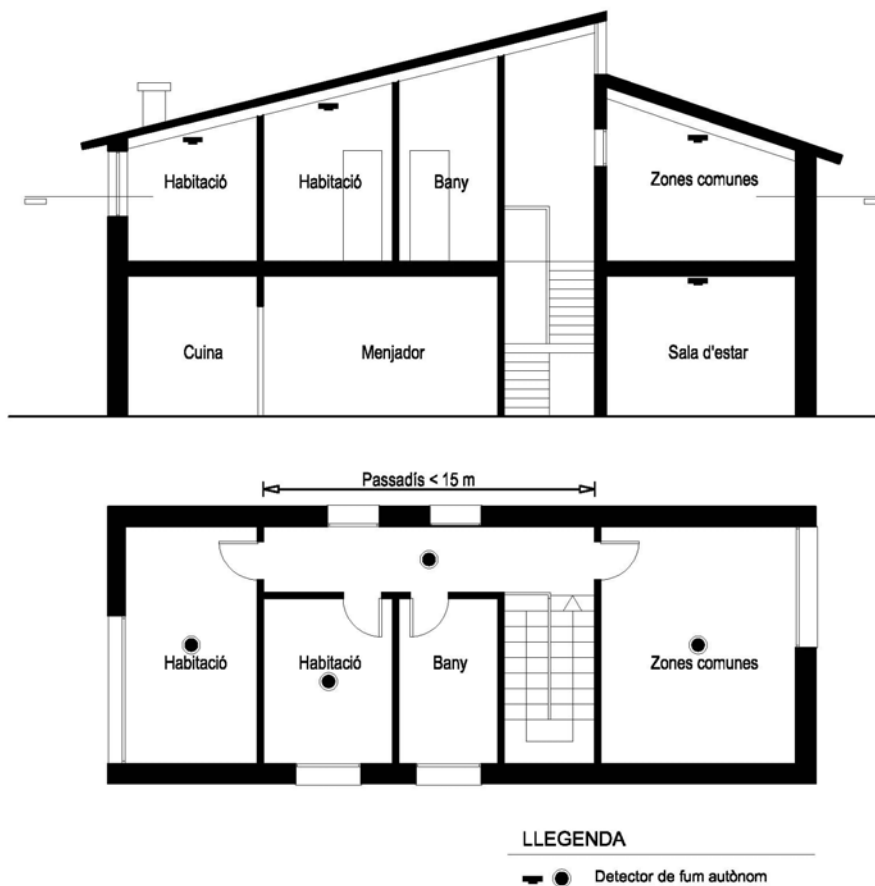 Habitació
Habitació
Bany
Zones comunes
Cuina
Menjador
Sala d'estar
Passadís < 15 m
Habitació
Habitació
Bany
Zones comunes
LLEGENDA
Detector de fum autònom